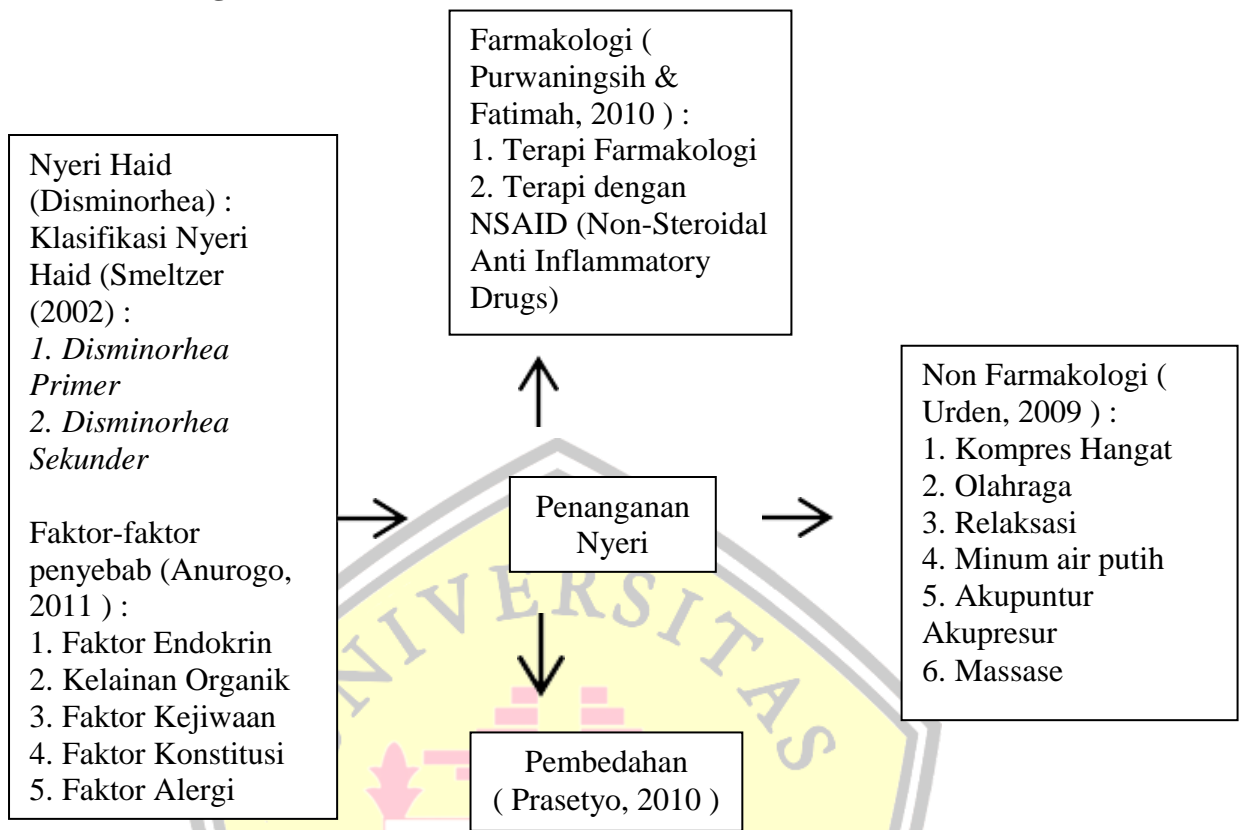 Farmakologi (
Purwaningsih &
Fatimah, 2010 ) :
1. Terapi Farmakologi
2. Terapi dengan
NSAID (Non-Steroidal
Anti Inflammatory
Drugs)
Nyeri Haid
(Disminorhea) :
Klasifikasi Nyeri
Haid (Smeltzer
(2002) :
1. Disminorhea
Primer
2. Disminorhea
Sekunder
Faktor-faktor
penyebab (Anurogo,
2011 ) :
1. Faktor Endokrin
2. Kelainan Organik
3. Faktor Kejiwaan
4. Faktor Konstitusi
5. Faktor Alergi
Penanganan
Nyeri
Non Farmakologi (
Urden, 2009 ) :
1. Kompres Hangat
2. Olahraga
3. Relaksasi
4. Minum air putih
5. Akupuntur
Akupresur
6. Massase
Pembedahan
( Prasetyo, 2010 )
UNIVERSITAS